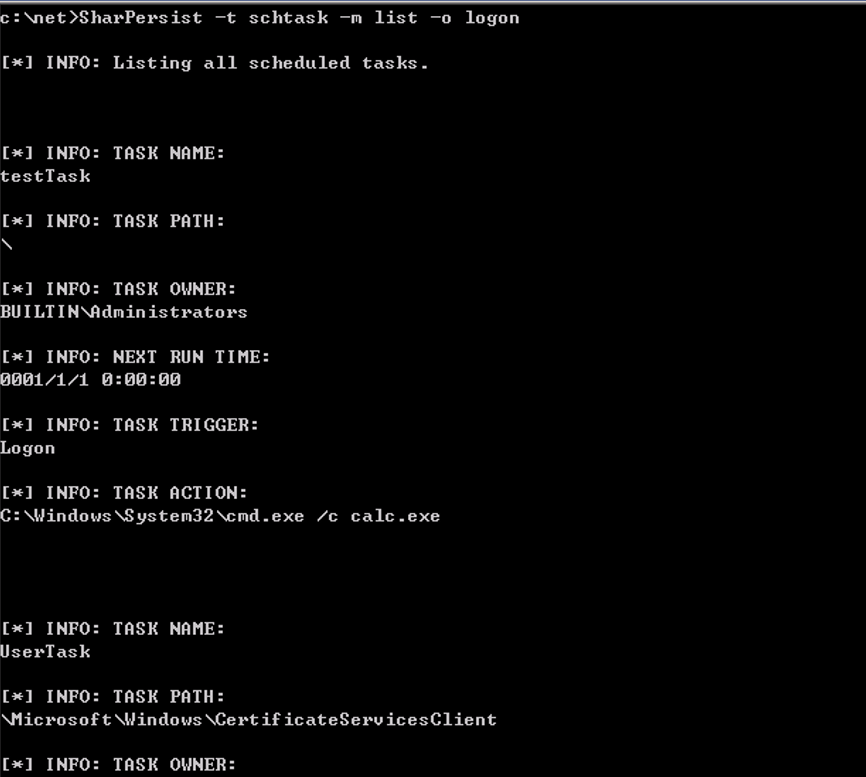 c:\net>SharPersist -t schtask -m list -o logon
[*] INFO: Listing all scheduled tasks.
[*] INFO: TASK NAME:
testTask
[*] INFO: TASK PATH:
\
[*] INFO: TASK OWNER:
BUILTIN\Administrators
[*] INFO: NEXT RUN TIME:
0001/1/1 0:00:00
[*] INFO: TASK TRIGGER:
Logon
[*] INFO: TASK ACTION:
C:\Windows\System32\cmd.exe /c calc.exe
[*] INFO: TASK NAME:
UserTask
[*] INFO: TASK PATH:
\Microsoft\Windows\CertificateServicesClient
[*] INFO: TASK OWNER: